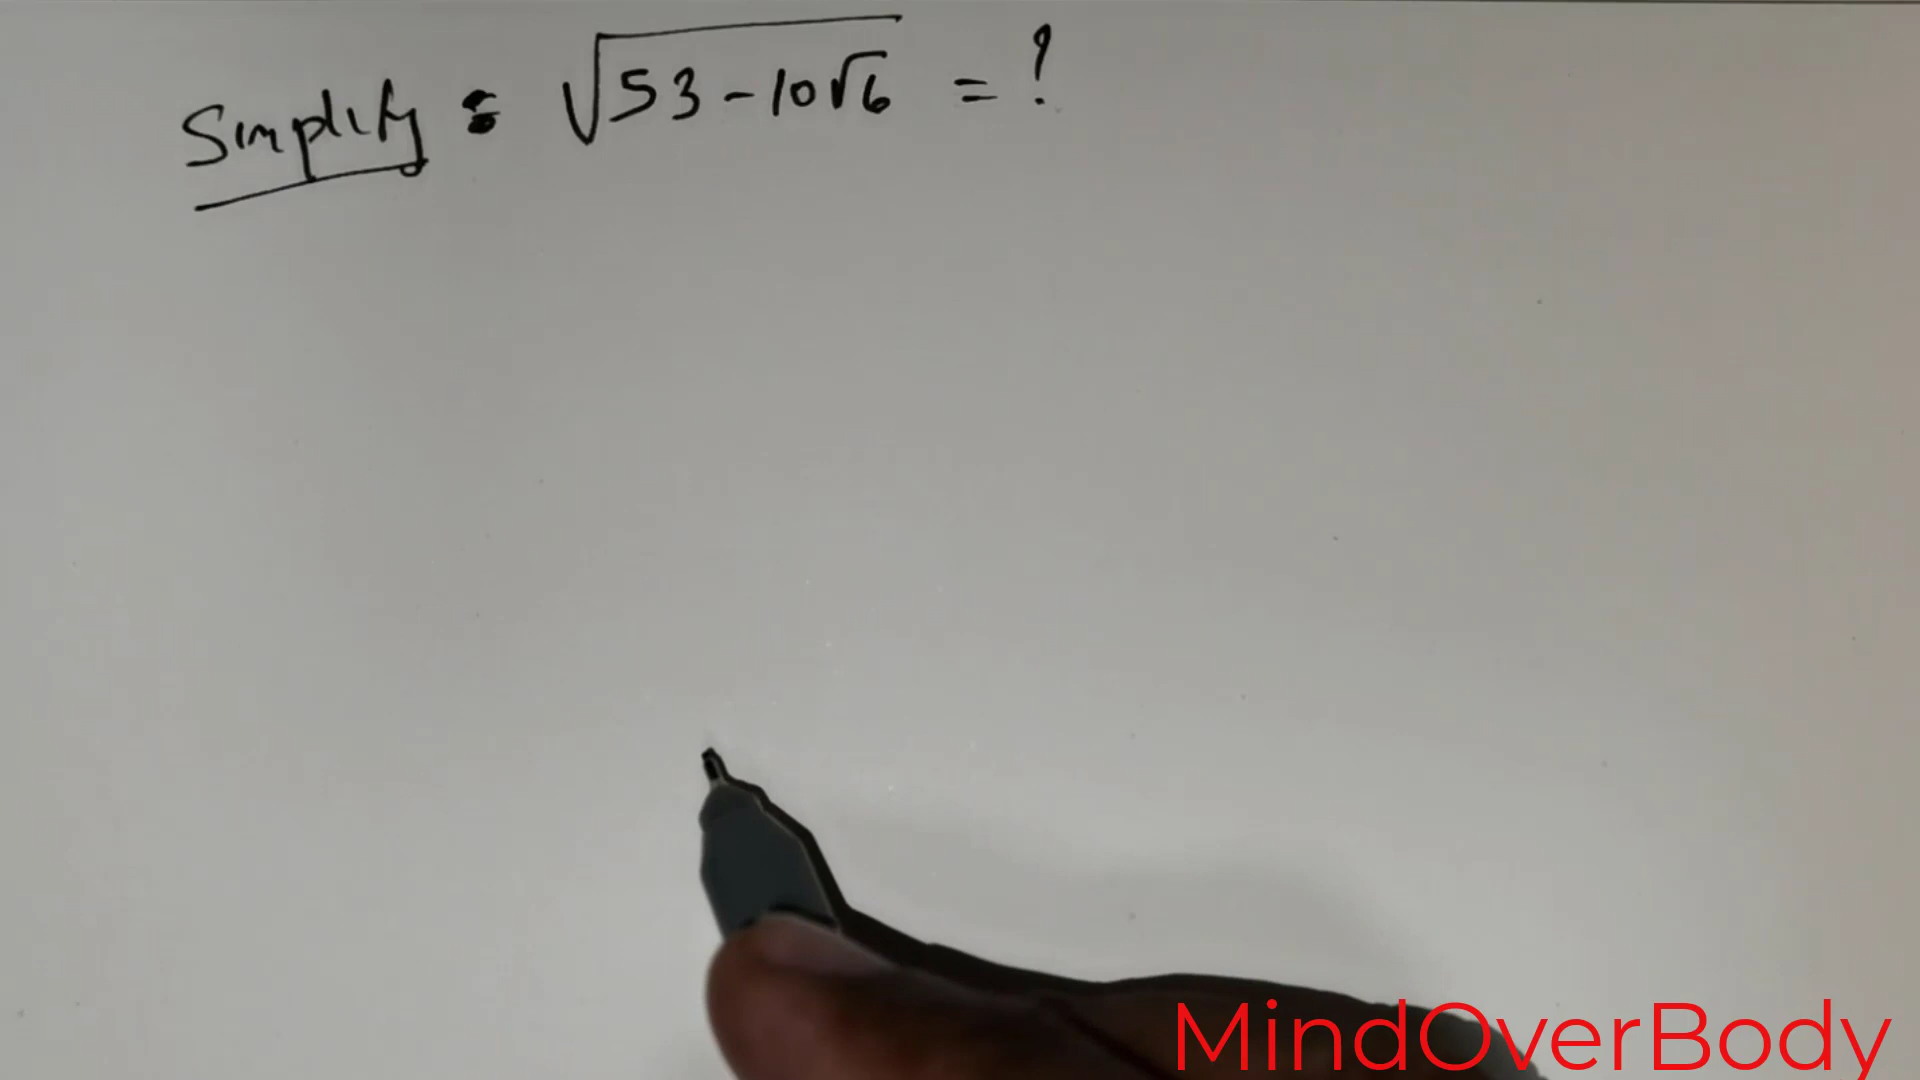 Simplify : √53-10√6 = ?
MindOverBody